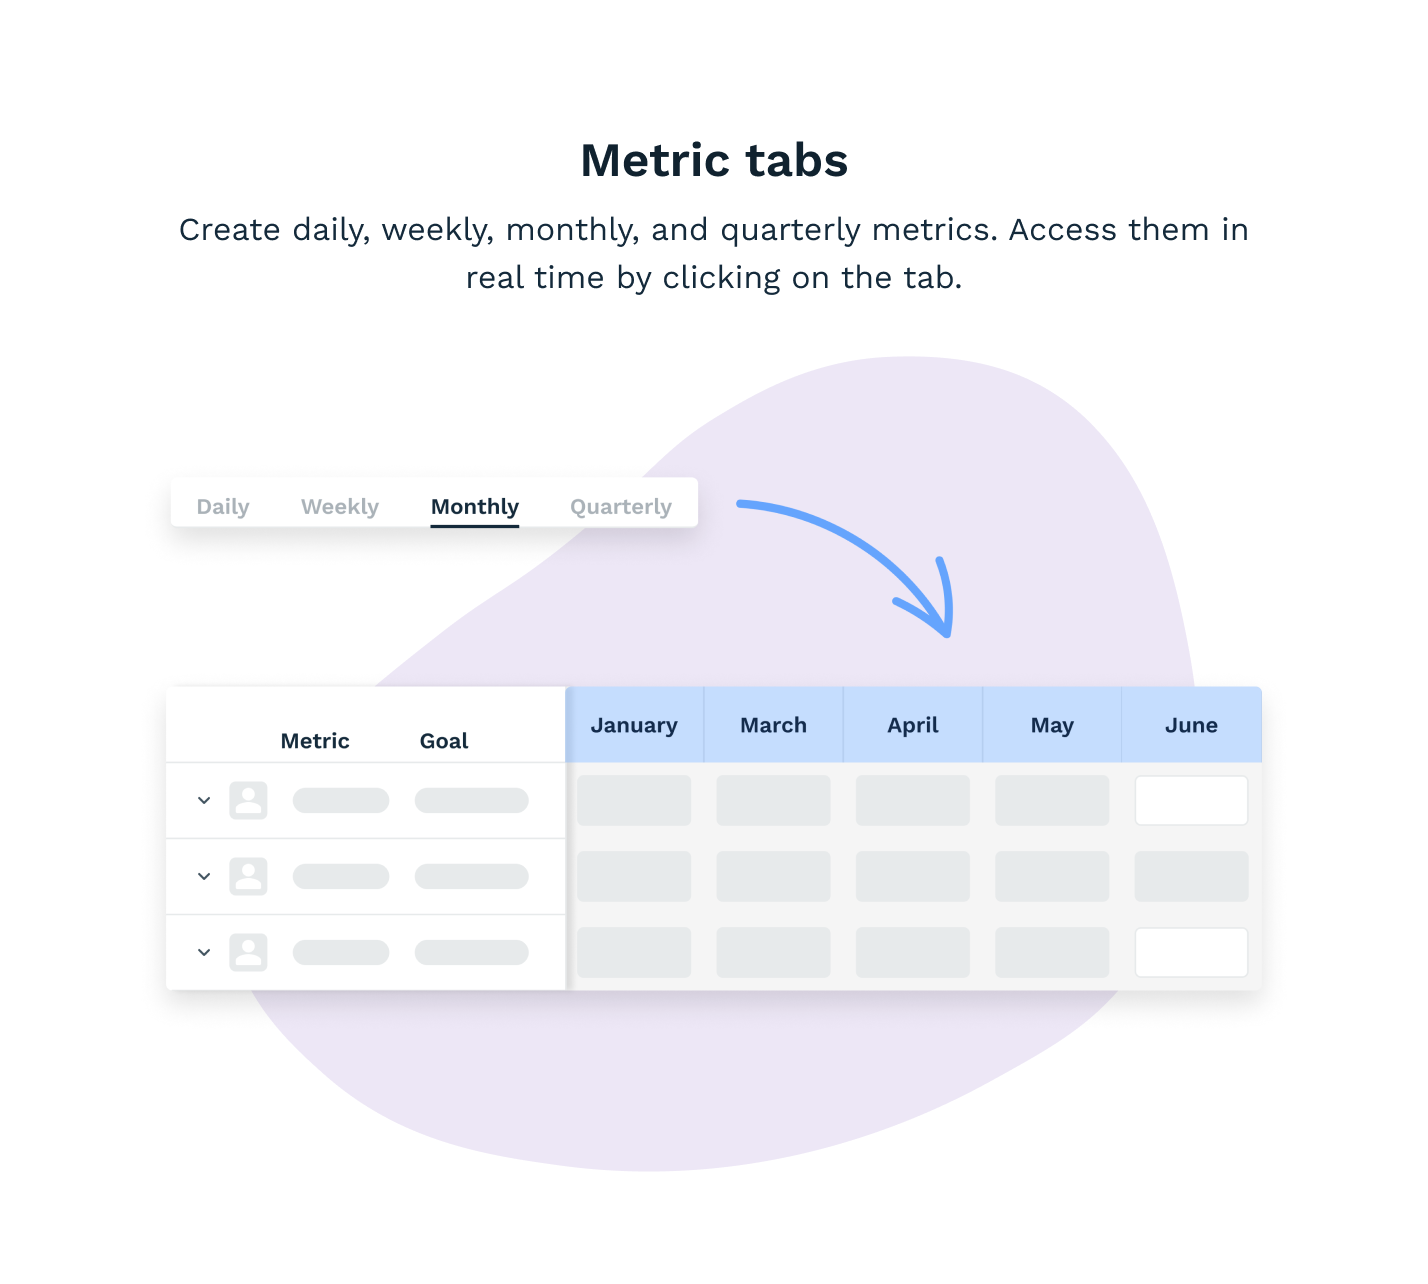 Metric tabs
Create daily, weekly, monthly, and quarterly metrics. Access them in
real time by clicking on the tab.
Daily Weekly Monthly Quarterly
Metric Goal January March April May June